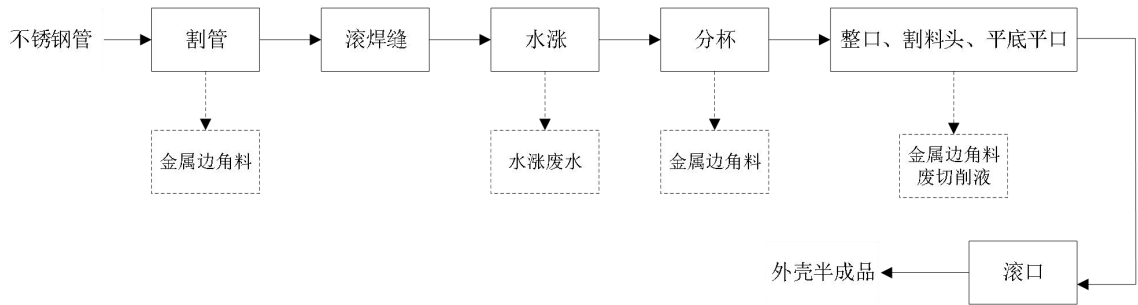 不锈钢管
割管
滚焊缝
水涨
分杯
整口、割料头、平底平口
金属边角料
水涨废水
金属边角料
金属边角料
废切削液
外壳半成品
滚口